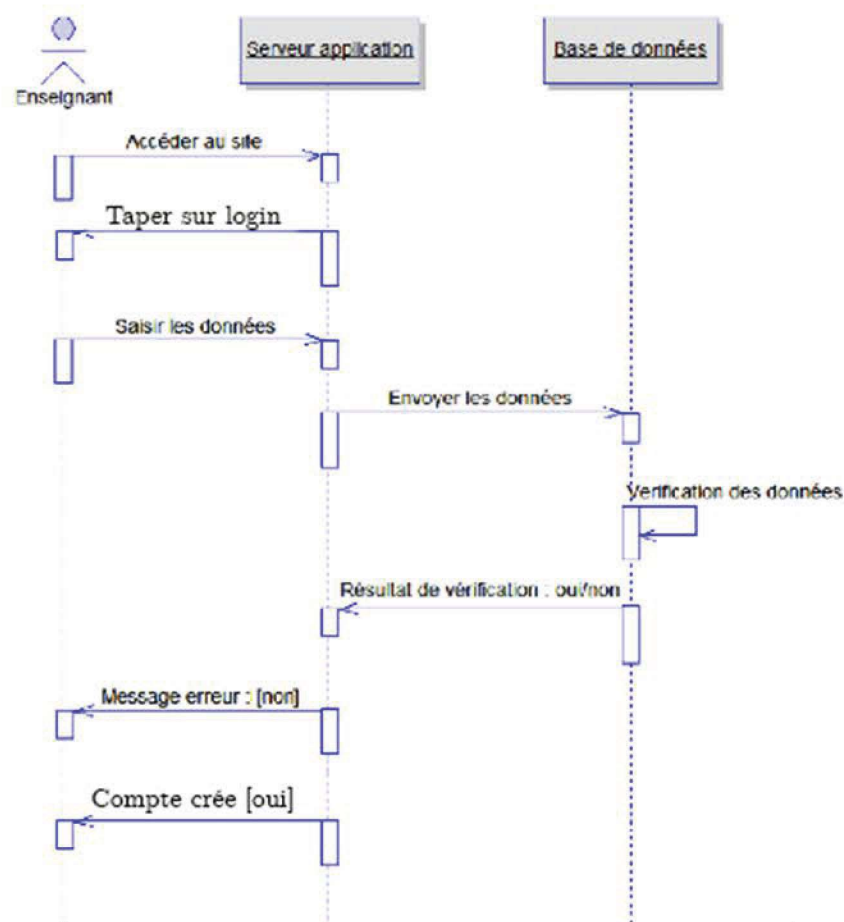 Enseignant
Serveur application
Base de données
Accéder au site
Taper sur login
Saisir les données
Envoyer les données
Verification des données
Résultat de vérification : oui/non
Message erreur : [non]
Compte crée [oui]